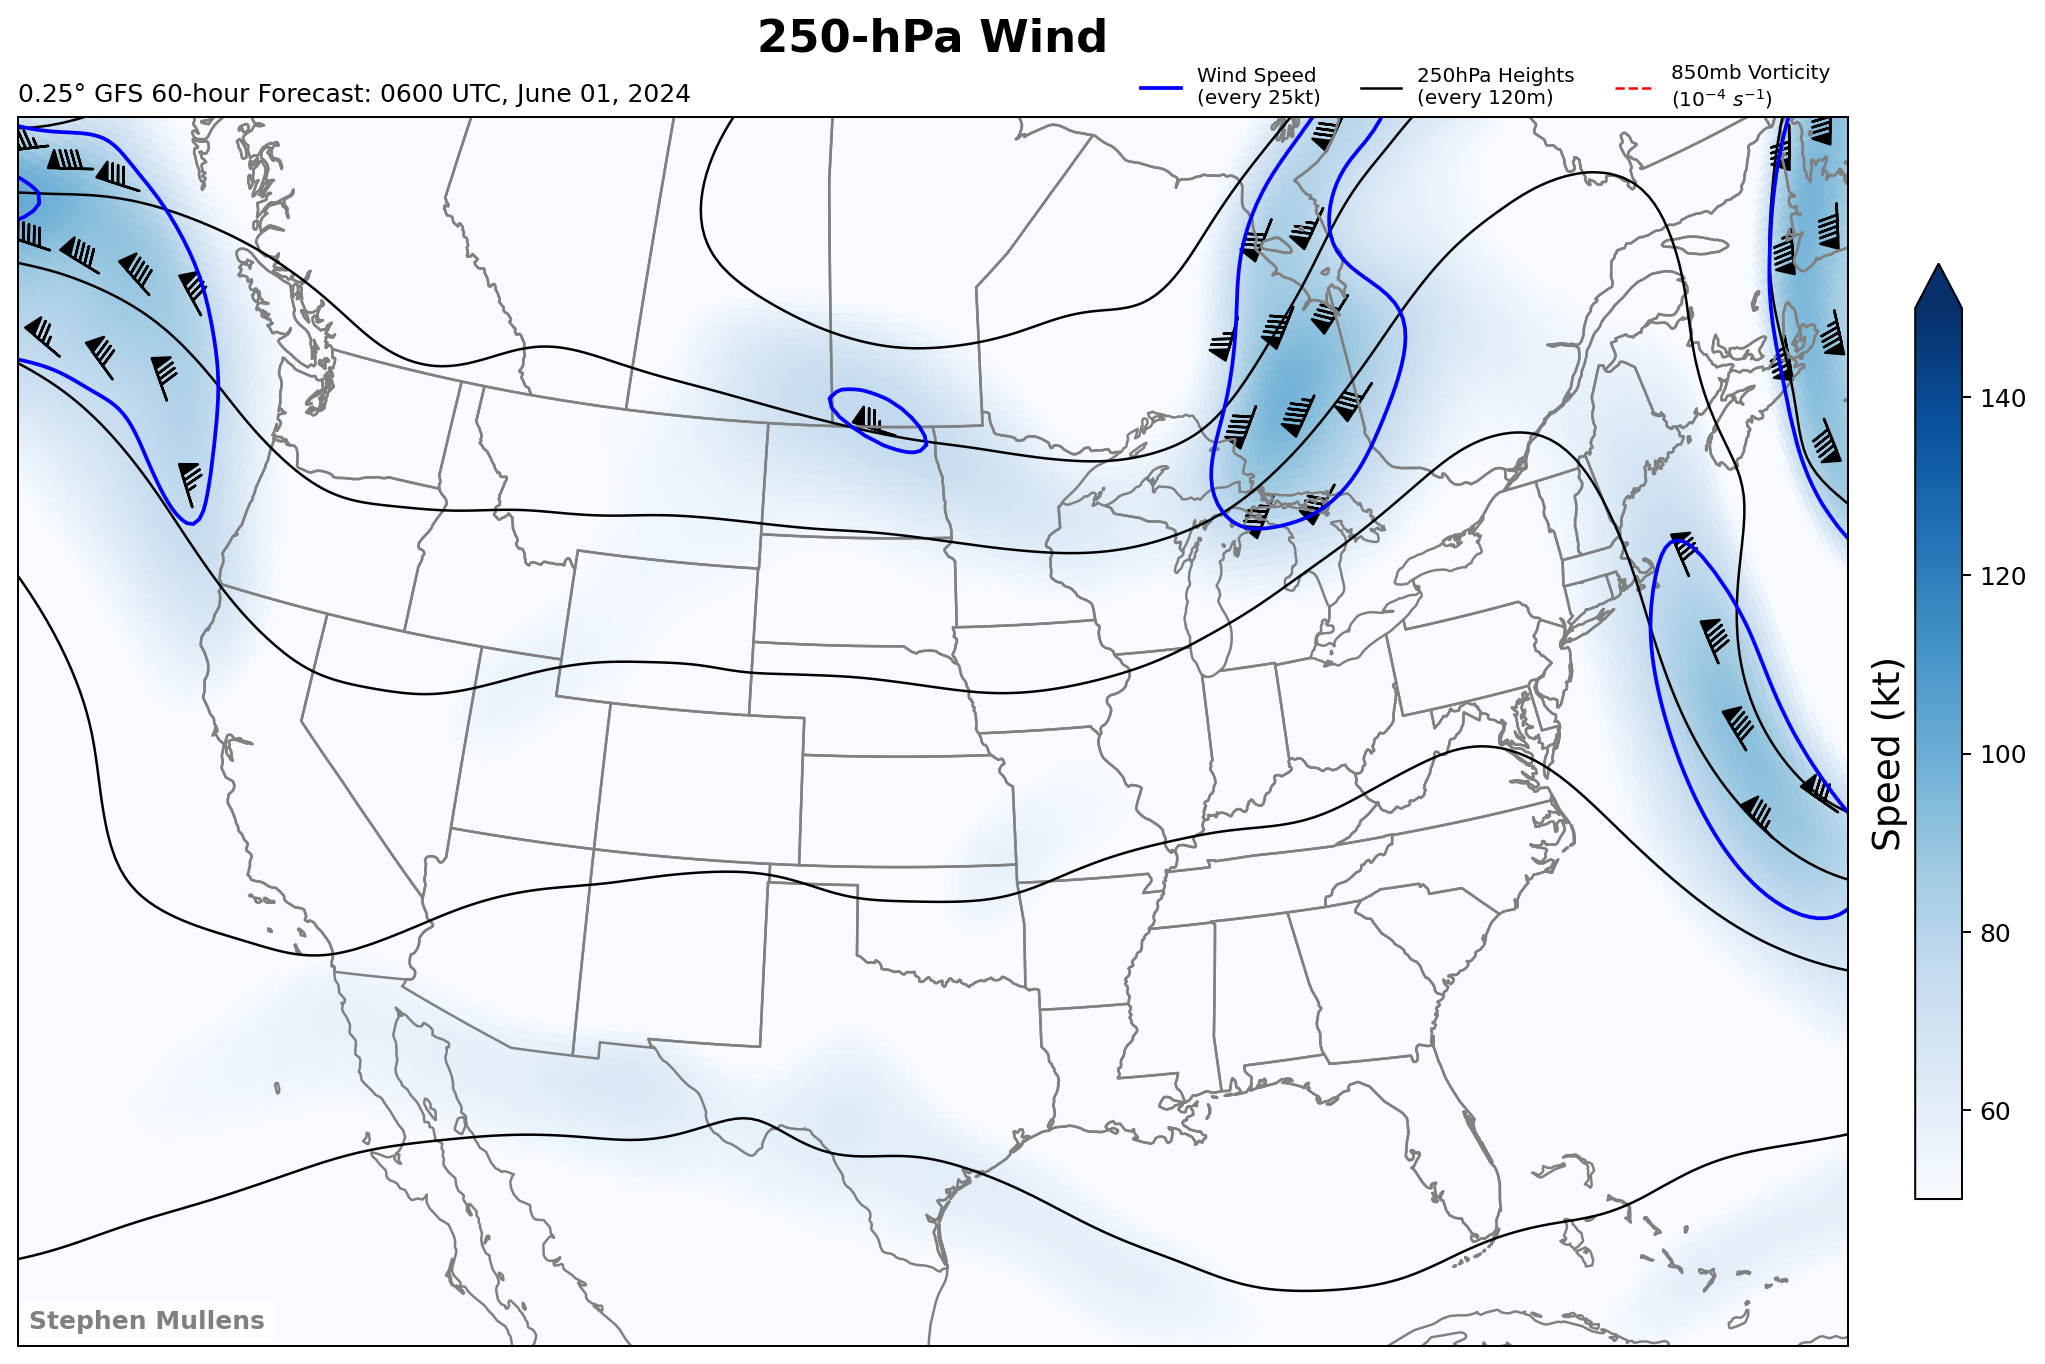 250-hPa Wind
0.25° GFS 60-hour Forecast: 0600 UTC, June 01, 2024
Wind Speed
(every 25kt)
250hPa Heights
(every 120m)
850mb Vorticity
(10⁻⁴ s⁻¹)
140
120
100
80
60
Speed (kt)
Stephen Mullens